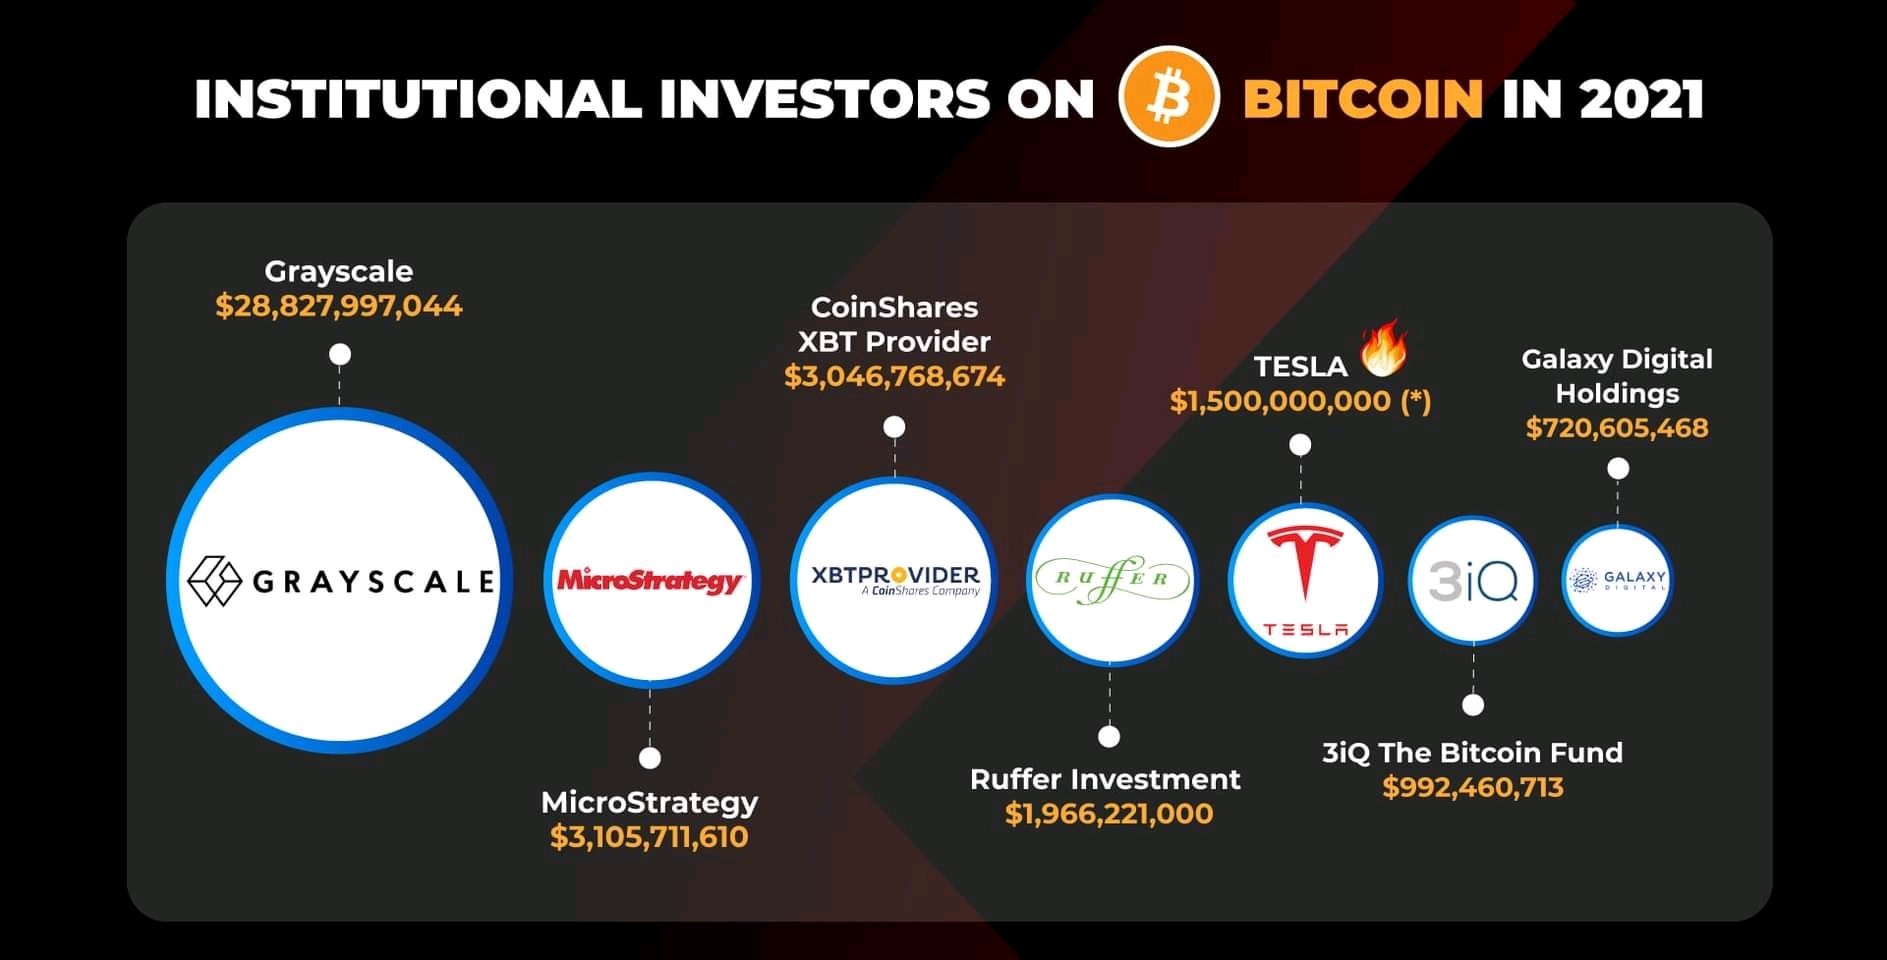 INSTITUTIONAL INVESTORS ON BITCOIN IN 2021
Grayscale
$28,827,997,044
GRAYSCALE
MicroStrategy
MicroStrategy
$3,105,711,610
CoinShares
XBT Provider
$3,046,768,674
XBTPROVIDER
A CoinShares Company
RUFFER
Ruffer Investment
$1,966,221,000
TESLA
$1,500,000,000 (*)
TESLA
3iQ
3iQ The Bitcoin Fund
$992,460,713
Galaxy Digital
Holdings
$720,605,468
GALAXY
DIGITAL